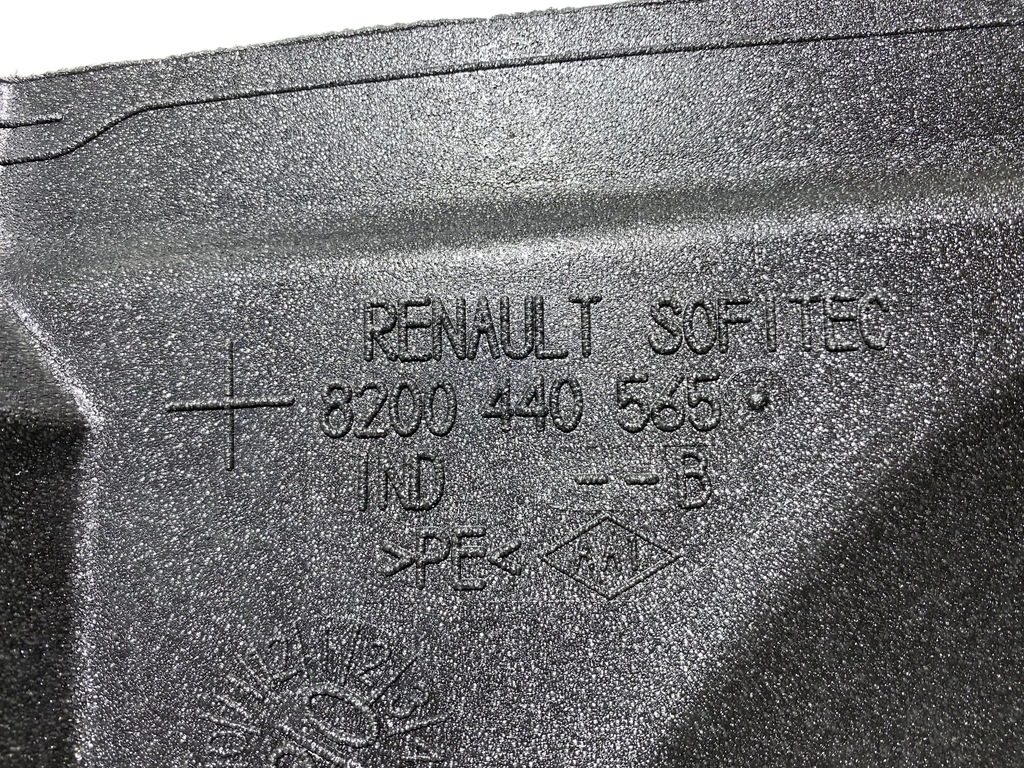 RENAULT SOFITEC
8200 440 565
IND --B
>PE<